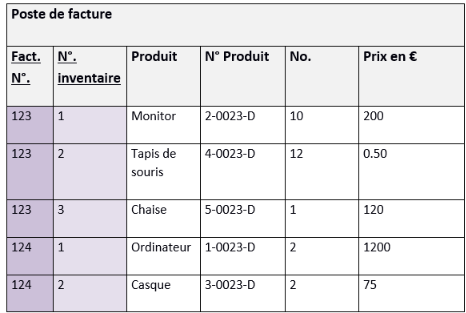 Poste de facture
Fact. N°. N°. inventaire Produit N° Produit No. Prix en €
123 1 Monitor 2-0023-D 10 200
123 2 Tapis de souris 4-0023-D 12 0.50
123 3 Chaise 5-0023-D 1 120
124 1 Ordinateur 1-0023-D 2 1200
124 2 Casque 3-0023-D 2 75